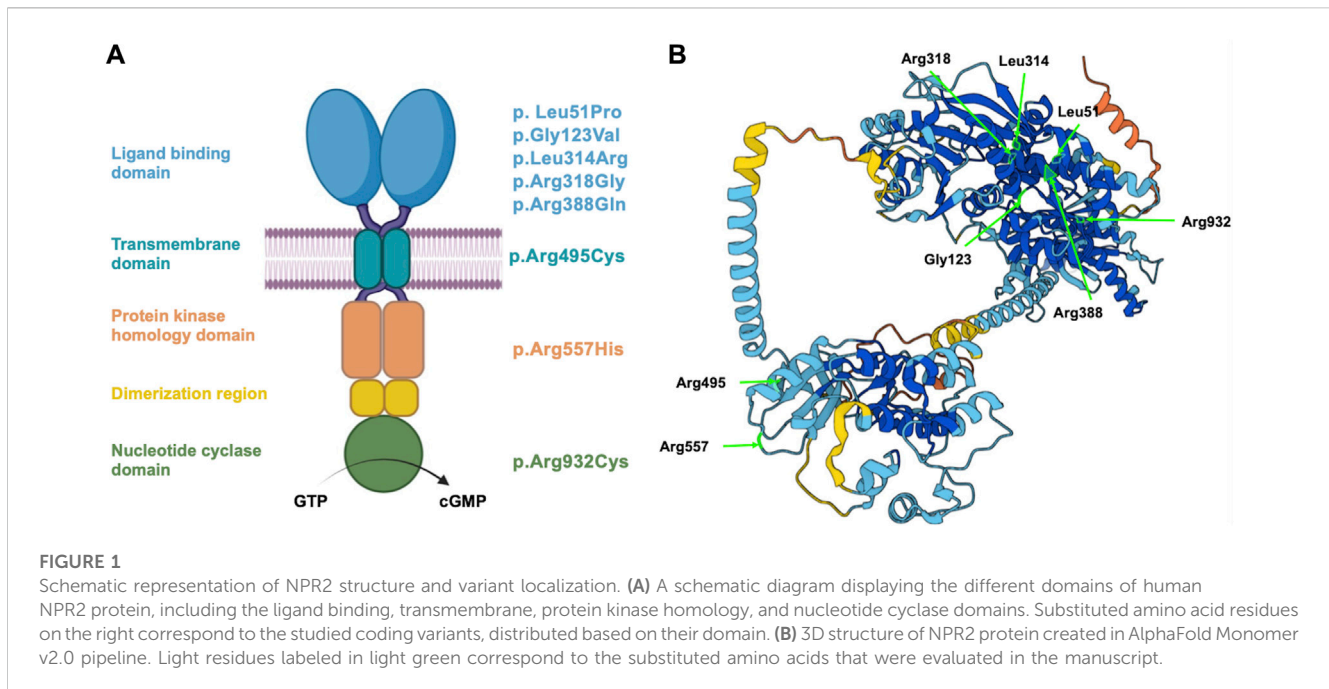 A
Ligand binding
domain
p. Leu51Pro
p.Gly123Val
p.Leu314Arg
p.Arg318Gly
p.Arg388Gln
Transmembrane
domain
p.Arg495Cys
Protein kinase
homology domain
p.Arg557His
Dimerization region
Nucleotide cyclase
domain
p.Arg932Cys
GTP
cGMP
B
Arg318
Leu314
Leu51
Arg932
Gly123
Arg388
Arg495
Arg557
FIGURE 1
Schematic representation of NPR2 structure and variant localization. (A) A schematic diagram displaying the different domains of human
NPR2 protein, including the ligand binding, transmembrane, protein kinase homology, and nucleotide cyclase domains. Substituted amino acid residues
on the right correspond to the studied coding variants, distributed based on their domain. (B) 3D structure of NPR2 protein created in AlphaFold Monomer
v2.0 pipeline. Light residues labeled in light green correspond to the substituted amino acids that were evaluated in the manuscript.